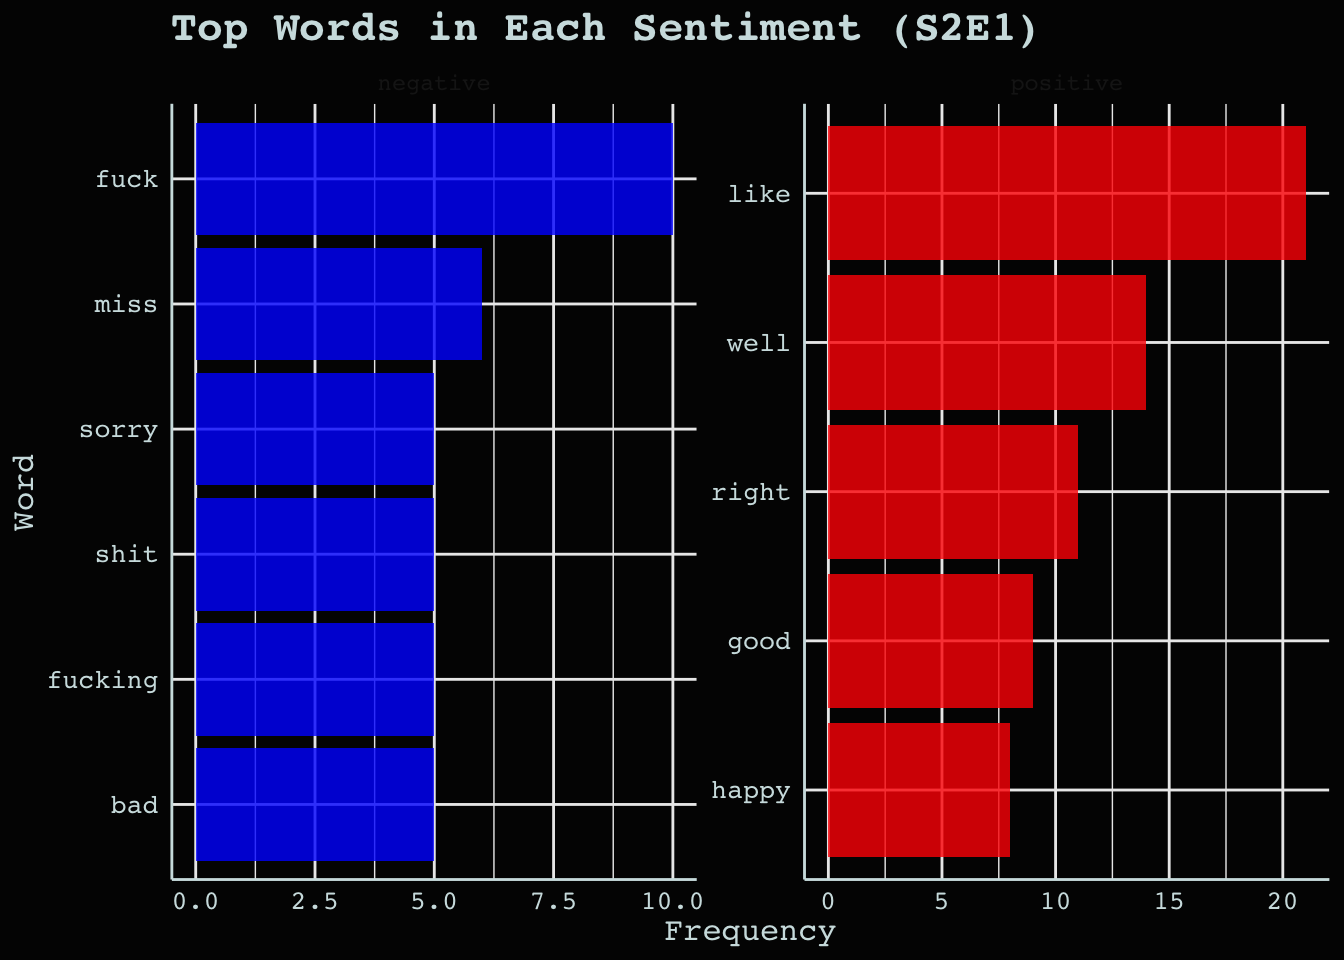 Top Words in Each Sentiment (S2E1)
negative
positive
Word
fuck
miss
sorry
shit
fucking
bad
like
well
right
good
happy
0.0 2.5 5.0 7.5 10.0
0 5 10 15 20
Frequency